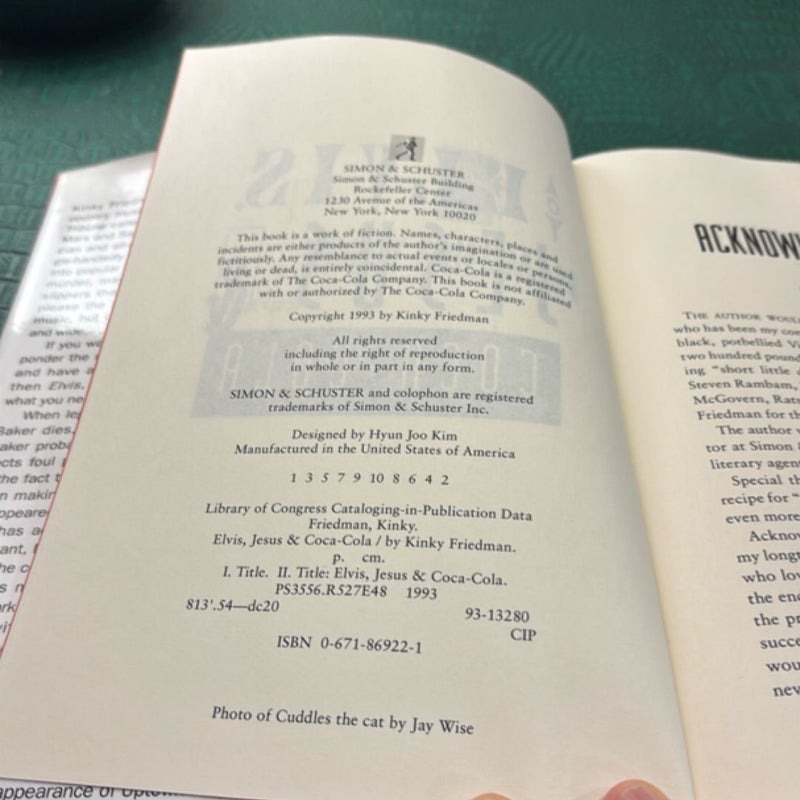 SIMON & SCHUSTER
Simon & Schuster Building
Rockefeller Center
1230 Avenue of the Americas
New York, New York 10020
This book is a work of fiction. Names, characters, places and
incidents are either products of the author's imagination or are used
fictitiously. Any resemblance to actual events or locales or persons,
living or dead, is entirely coincidental. Coca-Cola is a registered
trademark of The Coca-Cola Company. This book is not affiliated
with or authorized by The Coca-Cola Company.
Copyright 1993 by Kinky Friedman
All rights reserved
including the right of reproduction
in whole or in part in any form.
SIMON & SCHUSTER and colophon are registered
trademarks of Simon & Schuster Inc.
Designed by Hyun Joo Kim
Manufactured in the United States of America
1 3 5 7 9 10 8 6 4 2
Library of Congress Cataloging-in-Publication Data
Friedman, Kinky.
Elvis, Jesus & Coca-Cola / by Kinky Friedman.
p. cm.
I. Title. II. Title: Elvis, Jesus & Coca-Cola.
PS3556.R527E48 1993
813'.54—dc20 93-13280
CIP
ISBN 0-671-86922-1
Photo of Cuddles the cat by Jay Wise
ACKNOW
THE AUTHOR WOUL
who has been my co
black, potbellied V
two hundred pound
ing "short little
Steven Rambam,
McGovern, Rats
Friedman for th
The author
tor at Simon
literary agen
Special th
recipe for "
even more
Ackno
my long
who lov
the en
the pr
succe
wou
nev
Kinky Fried
and wide.
If you w
ponder the
and have a
then Elvis,
what you ne
When le
Baker dies,
aker prob
cts foul
the fact t
n makin
ppeare
has a
ant,
he c
appearance of